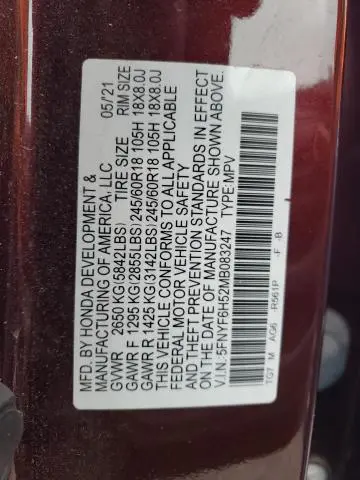 MFD. BY HONDA DEVELOPMENT & 05/21
MANUFACTURING OF AMERICA, LLC
GVWR 2650 KG(5842LBS) TIRE SIZE RIM SIZE
GAWR F 1295 KG(2855LBS)245/60R18 105H 18X8.0J
GAWR R 1425 KG(3142LBS)245/60R18 105H 18X8.0J
THIS VEHICLE CONFORMS TO ALL APPLICABLE
FEDERAL MOTOR VEHICLE SAFETY
AND THEFT PREVENTION STANDARDS IN EFFECT
ON THE DATE OF MANUFACTURE SHOWN ABOVE.
V.I.N.:5FNYF6H52MB083247 TYPE:MPV
TG7 M AG6 -R561P -F -B